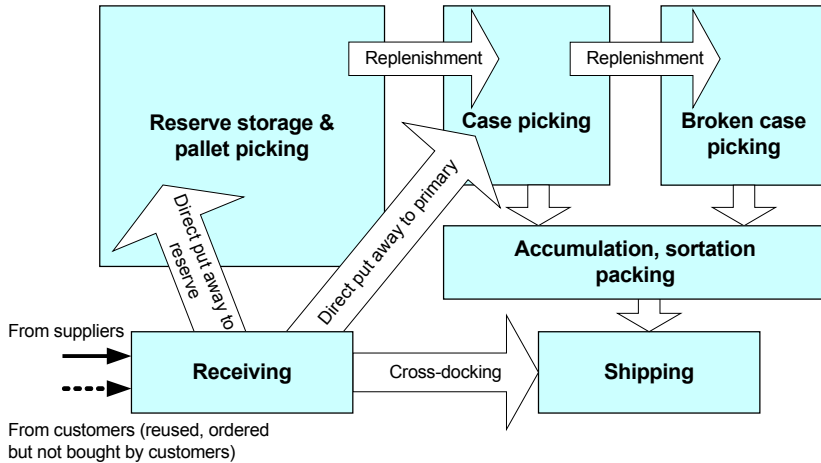 Replenishment
Replenishment
Reserve storage &
pallet picking
Case picking
Broken case
picking
Direct put away to
reserve
Direct put away to primary
Accumulation, sortation
packing
From suppliers
Receiving
Cross-docking
Shipping
From customers (reused, ordered
but not bought by customers)